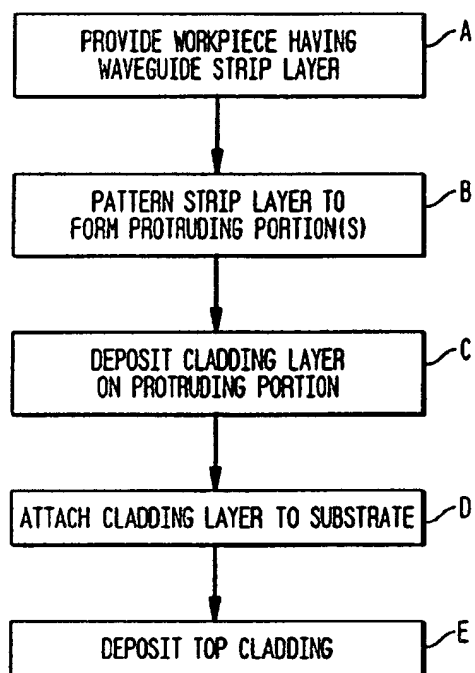 PROVIDE WORKPIECE HAVING
WAVEGUIDE STRIP LAYER
A
PATTERN STRIP LAYER TO
FORM PROTRUDING PORTION(S)
B
DEPOSIT CLADDING LAYER
ON PROTRUDING PORTION
C
ATTACH CLADDING LAYER TO SUBSTRATE
D
DEPOSIT TOP CLADDING
E